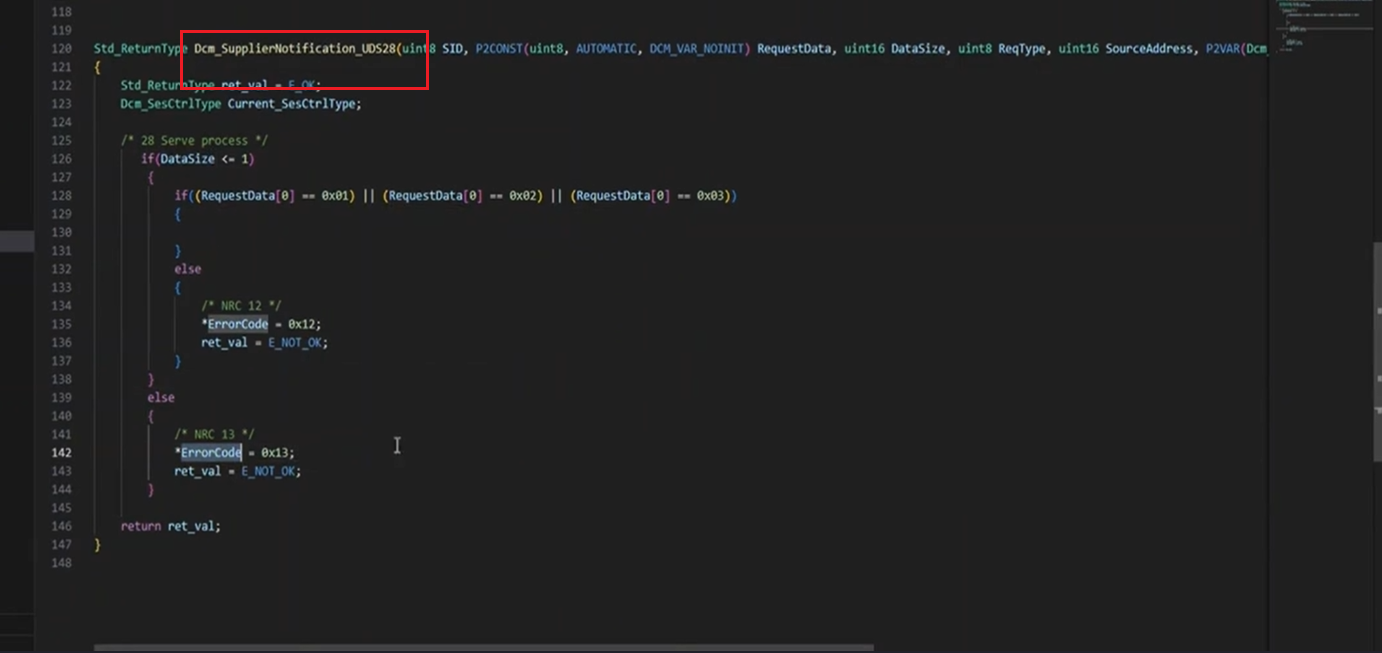 118
119
120 Std_ReturnType Dcm_SupplierNotification_UDS28(uint8 SID, P2CONST(uint8, AUTOMATIC, DCM_VAR_NOINIT) RequestData, uint16 DataSize, uint8 ReqType, uint16 SourceAddress, P2VAR(Dcm_
121 {
122 Std_ReturnType ret_val = E_OK;
123 Dcm_SesCtrlType Current_SesCtrlType;
124
125 /* 28 Serve process */
126 if(DataSize <= 1)
127 {
128 if((RequestData[0] == 0x01) || (RequestData[0] == 0x02) || (RequestData[0] == 0x03))
129 {
130
131 }
132 else
133 {
134 /* NRC 12 */
135 *ErrorCode = 0x12;
136 ret_val = E_NOT_OK;
137 }
138 }
139 else
140 {
141 /* NRC 13 */
142 *ErrorCode = 0x13;
143 ret_val = E_NOT_OK;
144 }
145
146 return ret_val;
147 }
148